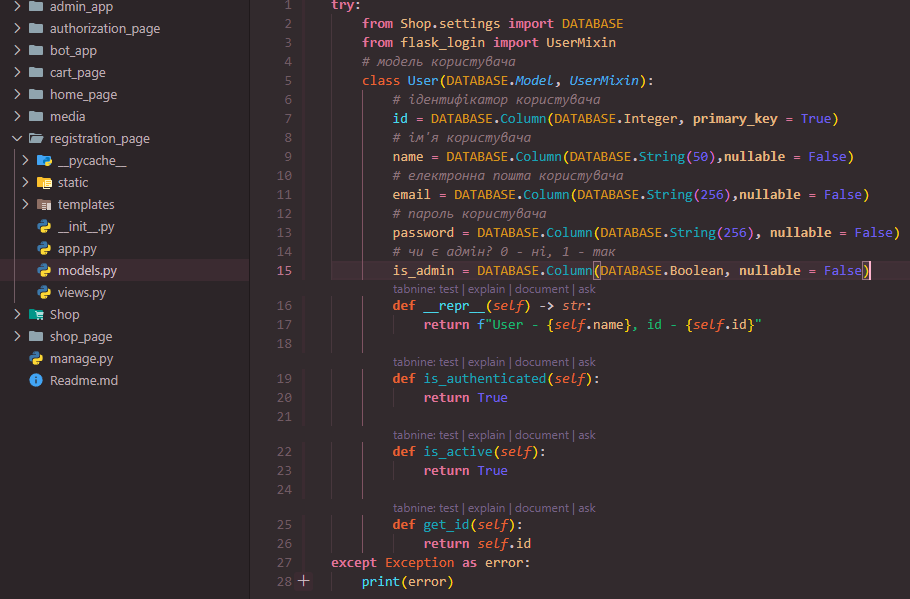 admin_app
authorization_page
bot_app
cart_page
home_page
media
registration_page
__pycache__
static
templates
__init__.py
app.py
models.py
views.py
Shop
shop_page
manage.py
Readme.md
1 try:
2 from Shop.settings import DATABASE
3 from flask_login import UserMixin
4 # модель користувача
5 class User(DATABASE.Model, UserMixin):
6 # ідентифікатор користувача
7 id = DATABASE.Column(DATABASE.Integer, primary_key = True)
8 # ім'я користувача
9 name = DATABASE.Column(DATABASE.String(50),nullable = False)
10 # електронна пошта користувача
11 email = DATABASE.Column(DATABASE.String(256),nullable = False)
12 # пароль користувача
13 password = DATABASE.Column(DATABASE.String(256), nullable = False)
14 # чи є адмін? 0 - ні, 1 - так
15 is_admin = DATABASE.Column(DATABASE.Boolean, nullable = False)
tabnine: test | explain | document | ask
16 def __repr__(self) -> str:
17 return f"User - {self.name}, id - {self.id}"
18
tabnine: test | explain | document | ask
19 def is_authenticated(self):
20 return True
21
tabnine: test | explain | document | ask
22 def is_active(self):
23 return True
24
tabnine: test | explain | document | ask
25 def get_id(self):
26 return self.id
27 except Exception as error:
28 print(error)